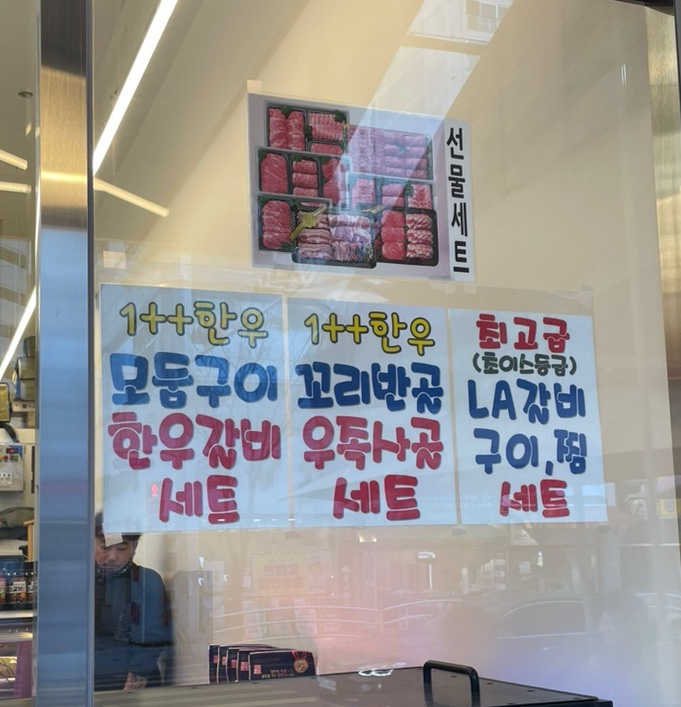 선물세트
1++한우
모둠구이
한우갈비
세트
1++한우
꼬리반골
우족사골
세트
최고급
(초이스등급)
LA갈비
구이,찜
세트